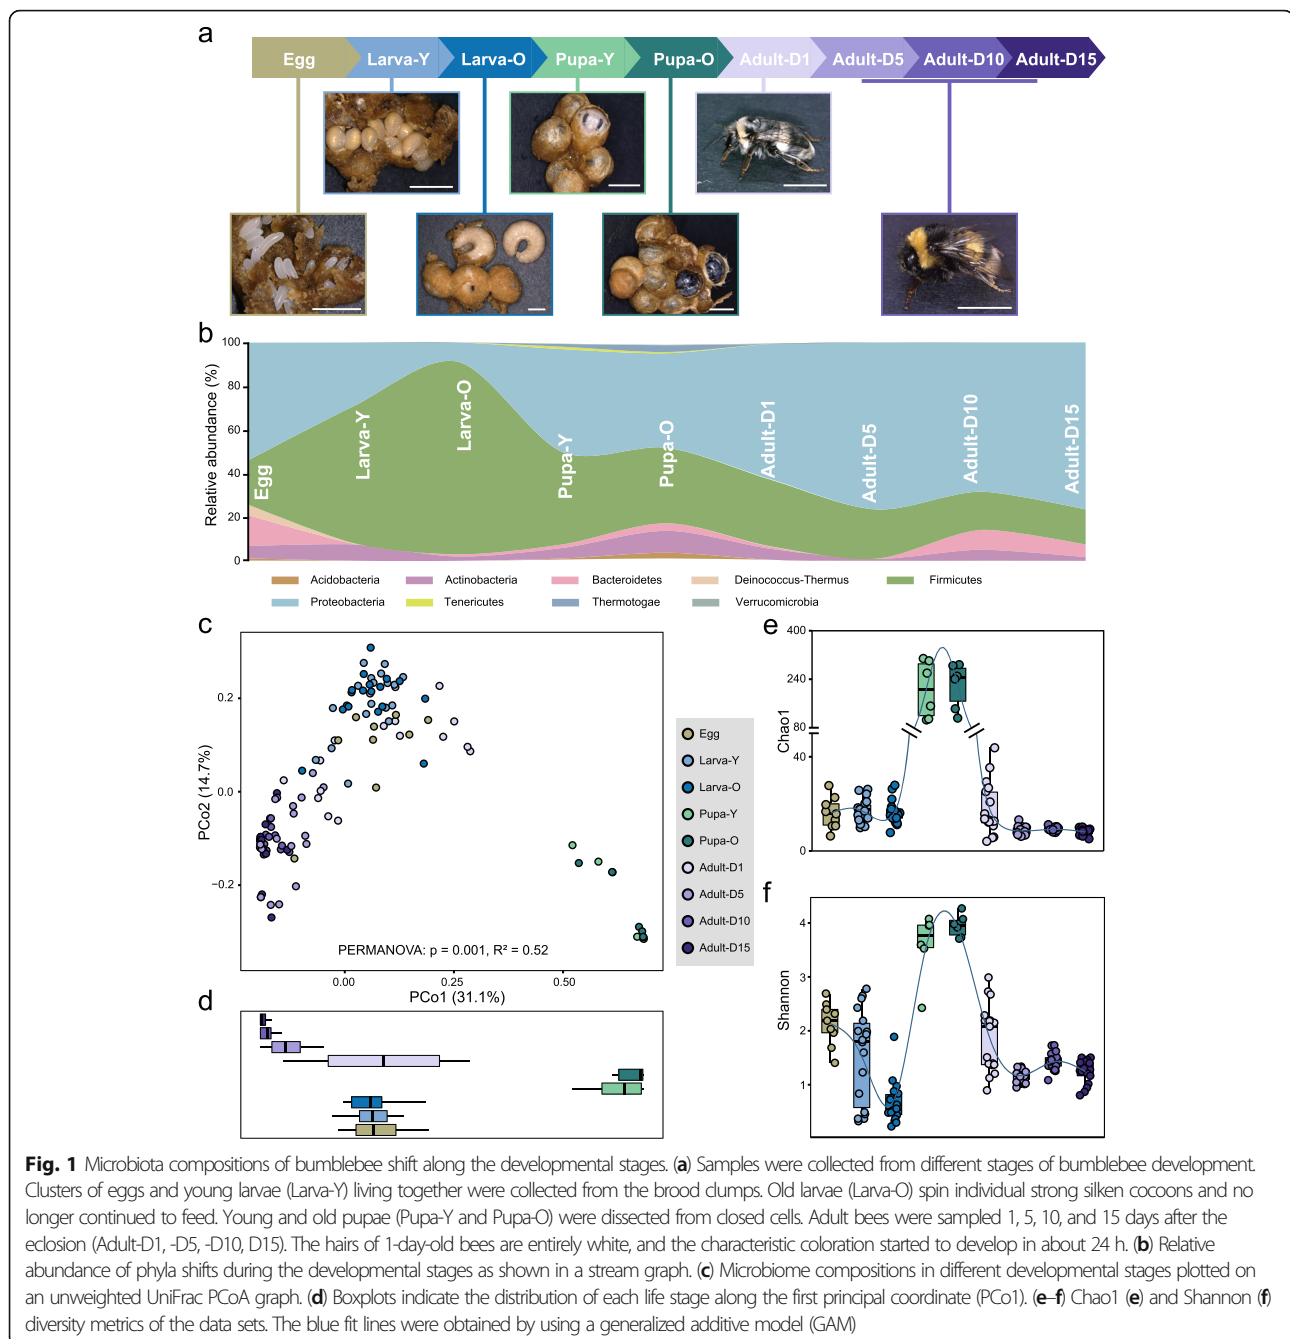 a
Egg
Larva-Y
Larva-O
Pupa-Y
Pupa-O
Adult-D1
Adult-D5
Adult-D10
Adult-D15
b
Relative abundance (%)
100
80
60
40
20
0
Egg
Larva-Y
Larva-O
Pupa-Y
Pupa-O
Adult-D1
Adult-D5
Adult-D10
Adult-D15
Acidobacteria
Actinobacteria
Bacteroidetes
Deinococcus-Thermus
Firmicutes
Proteobacteria
Tenericutes
Thermotogae
Verrucomicrobia
c
PCo2 (14.7%)
0.2
0.0
−0.2
PERMANOVA: p = 0.001, R² = 0.52
0.00
0.25
0.50
PCo1 (31.1%)
Egg
Larva-Y
Larva-O
Pupa-Y
Pupa-O
Adult-D1
Adult-D5
Adult-D10
Adult-D15
d
e
Chao1
400
240
80
40
0
f
Shannon
4
3
2
1
Fig. 1 Microbiota compositions of bumblebee shift along the developmental stages. (a) Samples were collected from different stages of bumblebee development.
Clusters of eggs and young larvae (Larva-Y) living together were collected from the brood clumps. Old larvae (Larva-O) spin individual strong silken cocoons and no
longer continued to feed. Young and old pupae (Pupa-Y and Pupa-O) were dissected from closed cells. Adult bees were sampled 1, 5, 10, and 15 days after the
eclosion (Adult-D1, -D5, -D10, D15). The hairs of 1-day-old bees are entirely white, and the characteristic coloration started to develop in about 24 h. (b) Relative
abundance of phyla shifts during the developmental stages as shown in a stream graph. (c) Microbiome compositions in different developmental stages plotted on
an unweighted UniFrac PCoA graph. (d) Boxplots indicate the distribution of each life stage along the first principal coordinate (PCo1). (e–f) Chao1 (e) and Shannon (f)
diversity metrics of the data sets. The blue fit lines were obtained by using a generalized additive model (GAM)